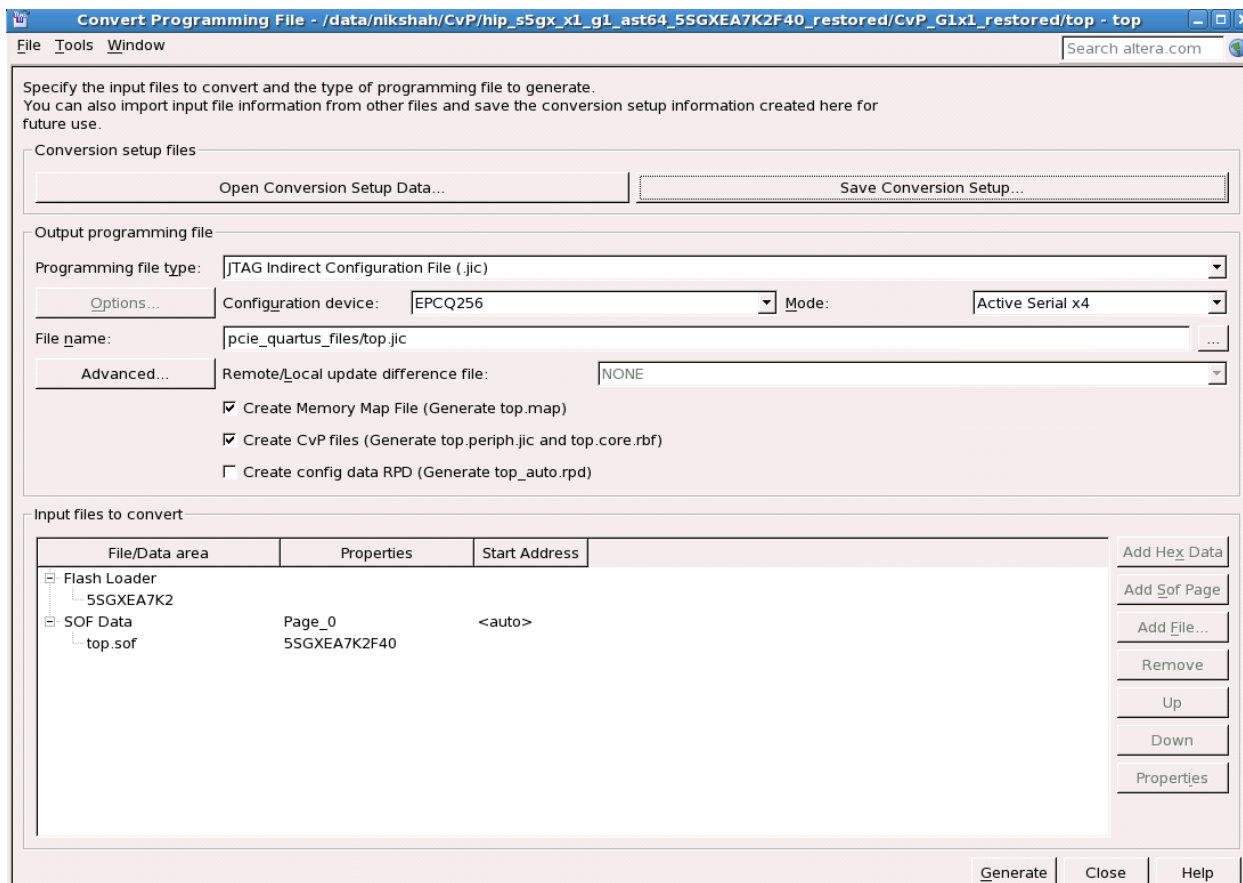 Convert Programming File - /data/nikshah/CvP/hip_s5gx_x1_g1_ast64_5SGXEA7K2F40_restored/CvP_G1x1_restored/top - top
File Tools Window
Search altera.com
Specify the input files to convert and the type of programming file to generate.
You can also import input file information from other files and save the conversion setup information created here for
future use.
Conversion setup files
Open Conversion Setup Data... Save Conversion Setup...
Output programming file
Programming file type: JTAG Indirect Configuration File (.jic)
Options... Configuration device: EPCQ256 Mode: Active Serial x4
File name: pcie_quartus_files/top.jic ...
Advanced... Remote/Local update difference file: NONE
Create Memory Map File (Generate top.map)
Create CvP files (Generate top.periph.jic and top.core.rbf)
Create config data RPD (Generate top_auto.rpd)
Input files to convert
File/Data area Properties Start Address
Add Hex Data
Flash Loader
5SGXEA7K2
Add Sof Page
SOF Data Page_0 <auto>
Add File...
top.sof 5SGXEA7K2F40
Remove
Up
Down
Properties
Generate Close Help